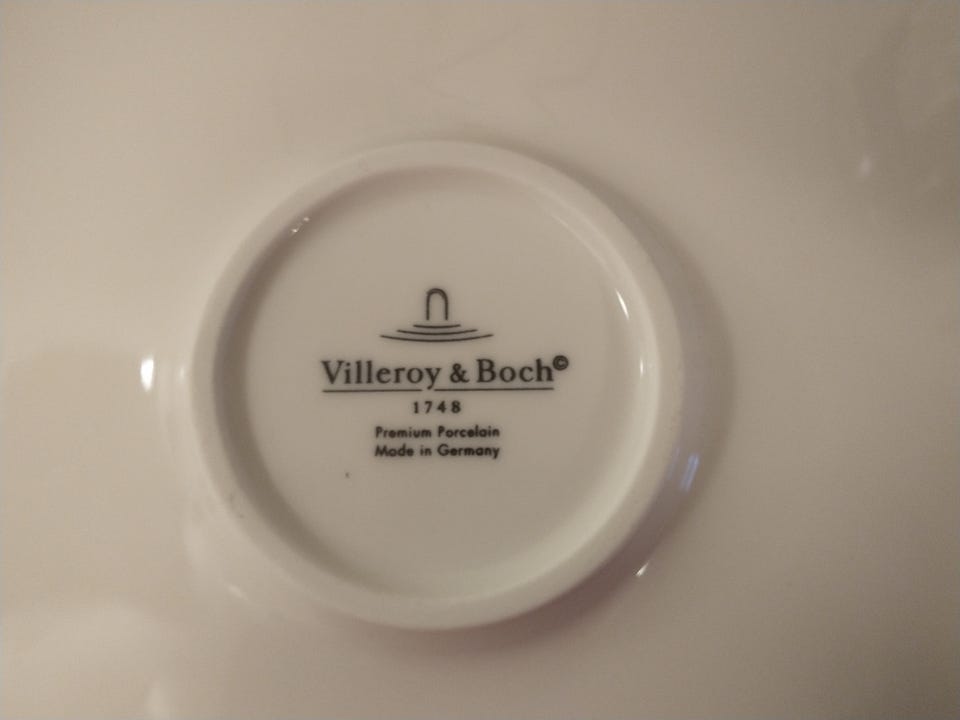 Villeroy & Boch©
1748
Premium Porcelain
Made in Germany